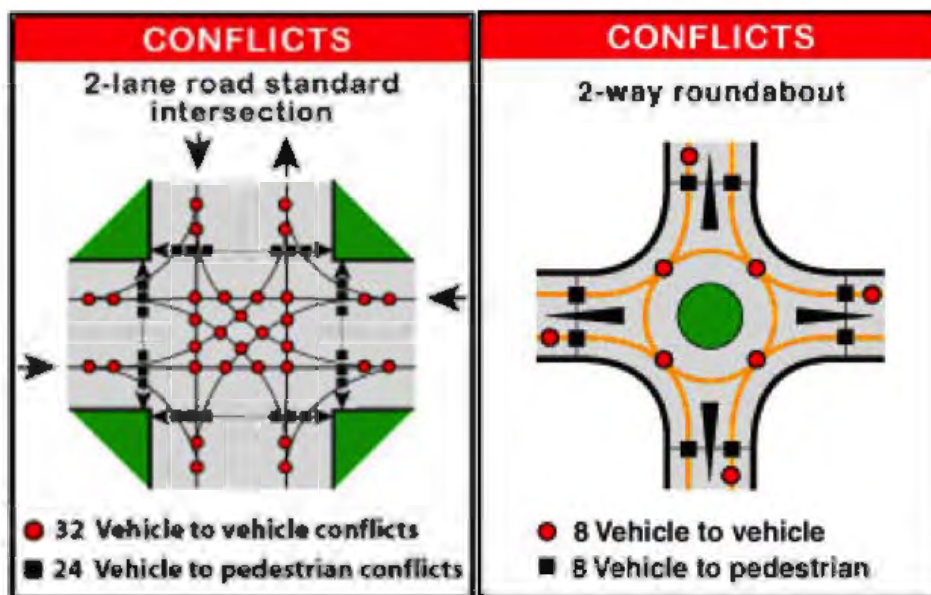 CONFLICTS
2-lane road standard
intersection
32 Vehicle to vehicle conflicts
24 Vehicle to pedestrian conflicts
CONFLICTS
2-way roundabout
8 Vehicle to vehicle
8 Vehicle to pedestrian